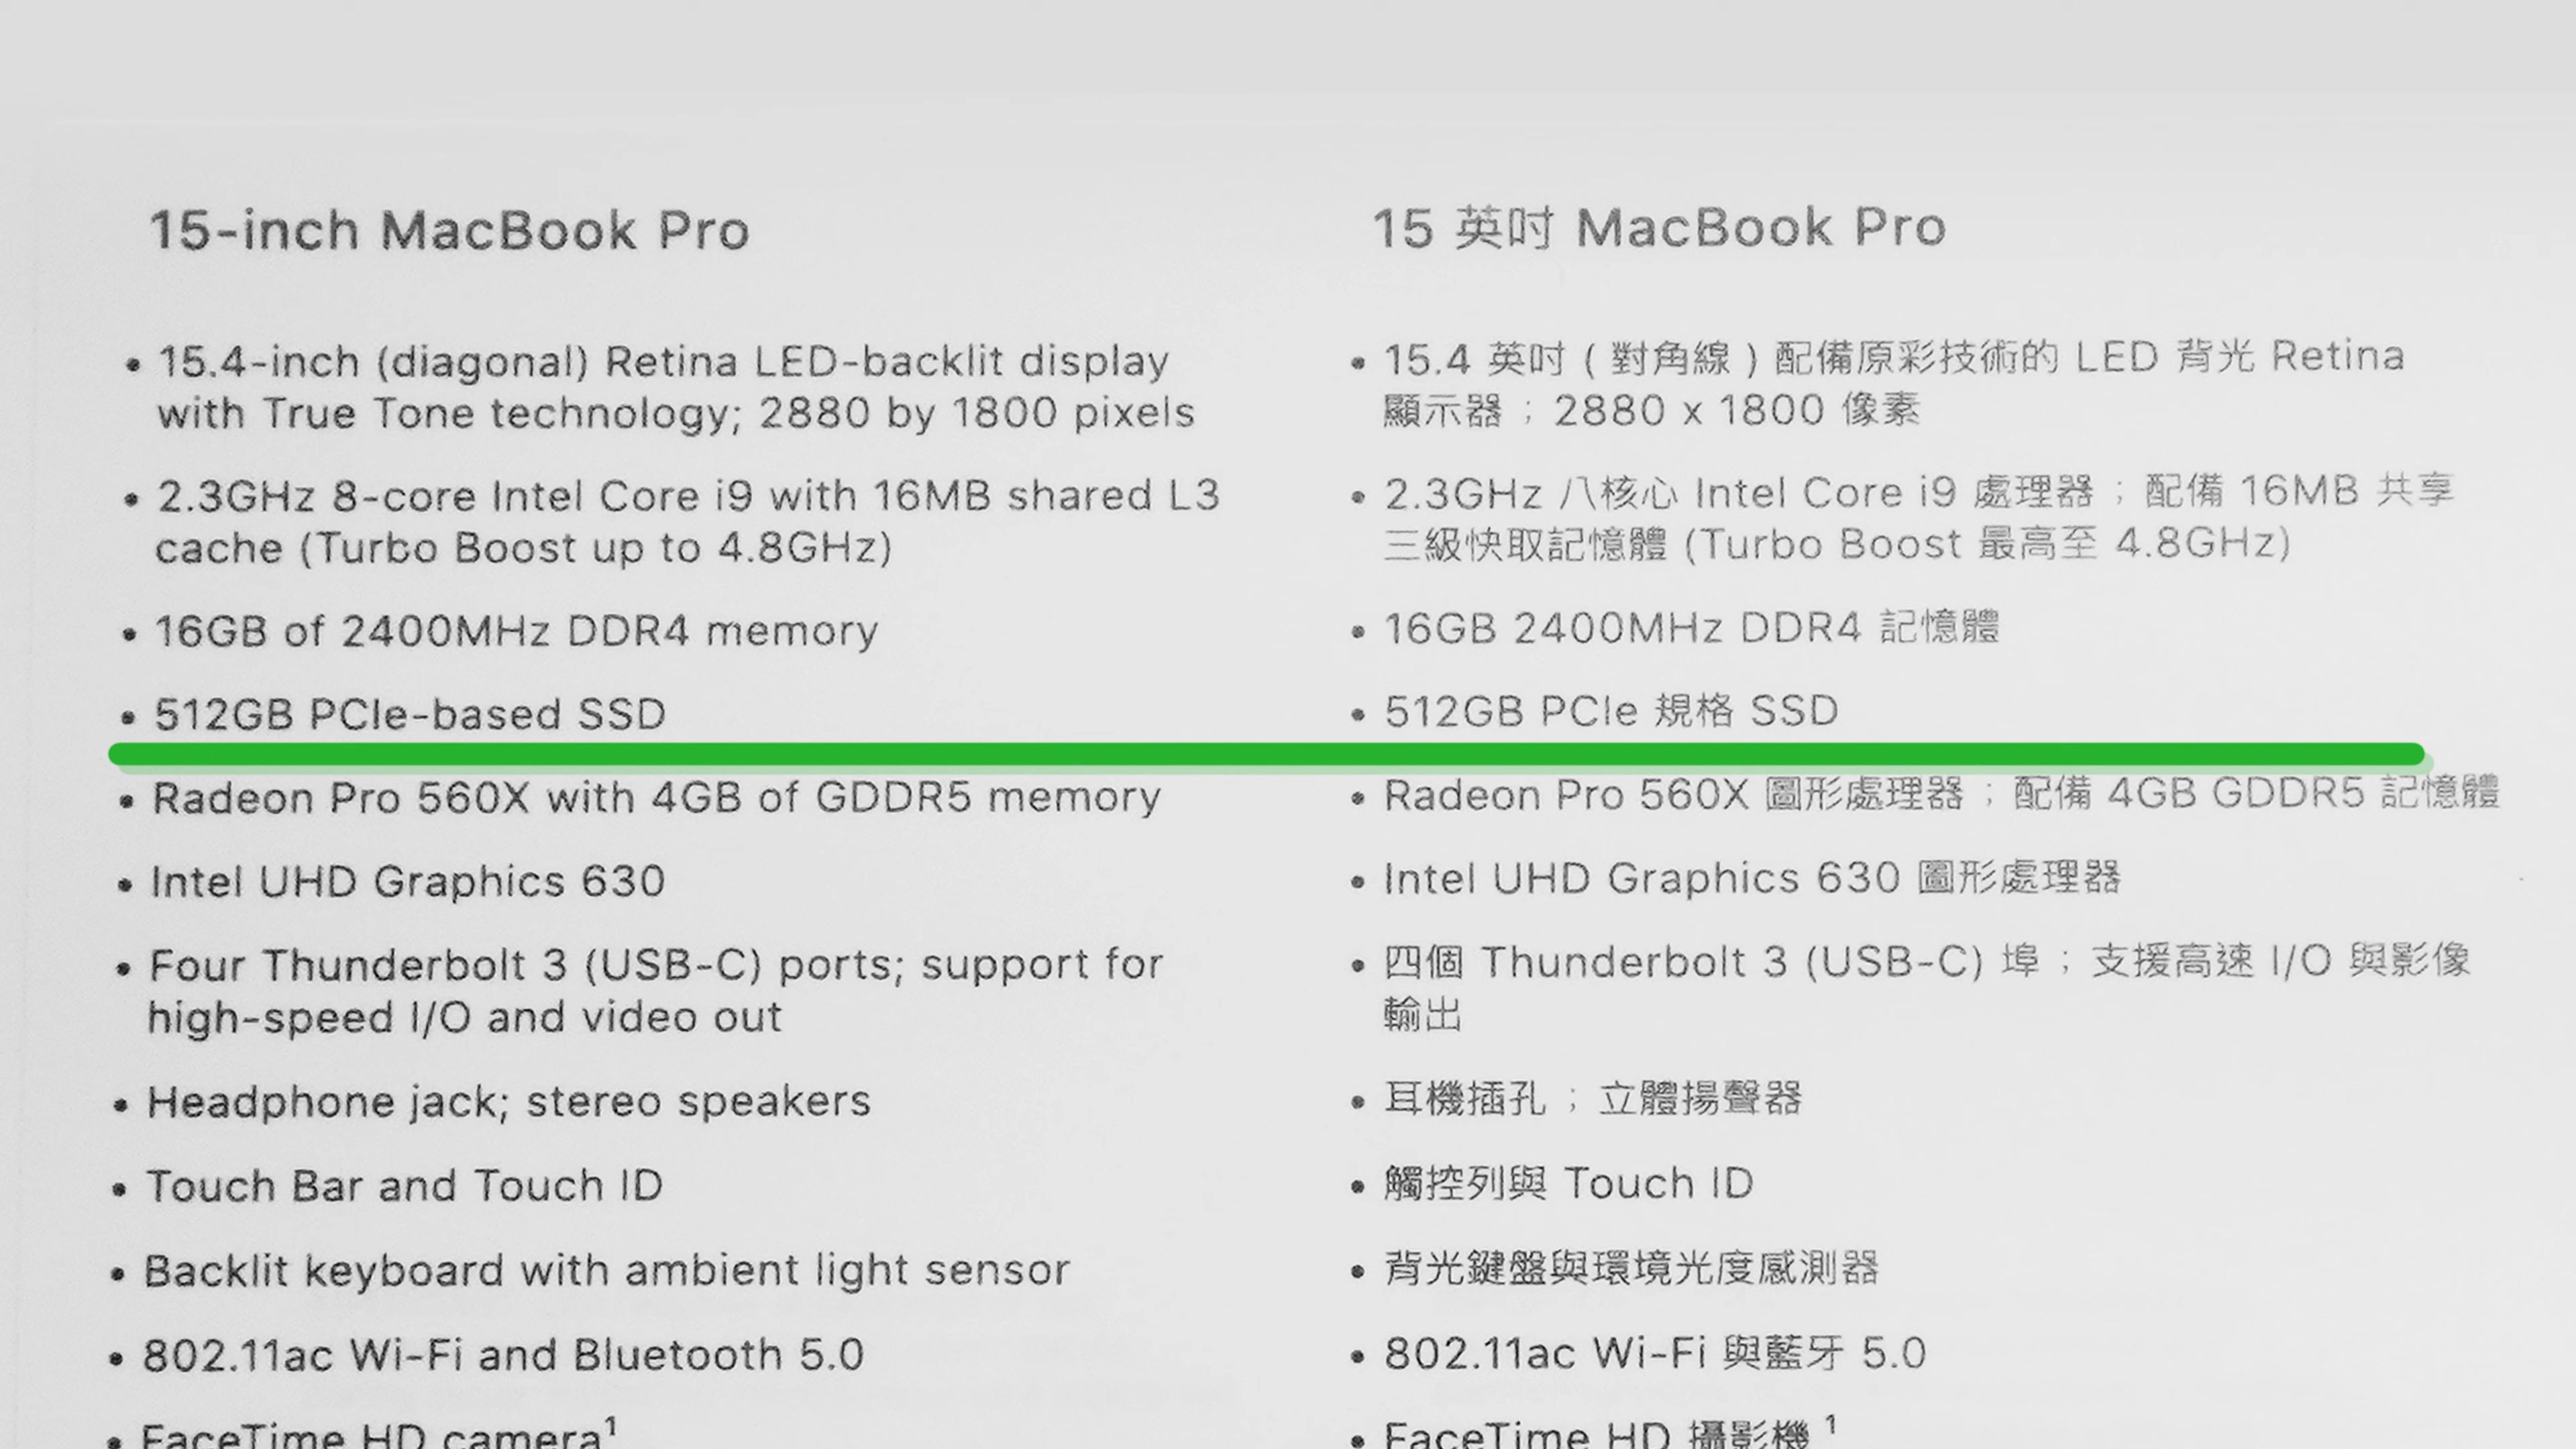 15-inch MacBook Pro
• 15.4-inch (diagonal) Retina LED-backlit display
with True Tone technology; 2880 by 1800 pixels
• 2.3GHz 8-core Intel Core i9 with 16MB shared L3
cache (Turbo Boost up to 4.8GHz)
• 16GB of 2400MHz DDR4 memory
• 512GB PCIe-based SSD
• Radeon Pro 560X with 4GB of GDDR5 memory
• Intel UHD Graphics 630
• Four Thunderbolt 3 (USB-C) ports; support for
high-speed I/O and video out
• Headphone jack; stereo speakers
• Touch Bar and Touch ID
• Backlit keyboard with ambient light sensor
• 802.11ac Wi-Fi and Bluetooth 5.0
• FaceTime HD camera¹
15 英吋 MacBook Pro
• 15.4 英吋 ( 對角線 ) 配備原彩技術的 LED 背光 Retina
顯示器；2880 x 1800 像素
• 2.3GHz 八核心 Intel Core i9 處理器；配備 16MB 共享
三級快取記憶體 (Turbo Boost 最高至 4.8GHz)
• 16GB 2400MHz DDR4 記憶體
• 512GB PCIe 規格 SSD
• Radeon Pro 560X 圖形處理器；配備 4GB GDDR5 記憶體
• Intel UHD Graphics 630 圖形處理器
• 四個 Thunderbolt 3 (USB-C) 埠；支援高速 I/O 與影像
輸出
• 耳機插孔；立體揚聲器
• 觸控列與 Touch ID
• 背光鍵盤與環境光度感測器
• 802.11ac Wi-Fi 與藍牙 5.0
• FaceTime HD 攝影機 ¹